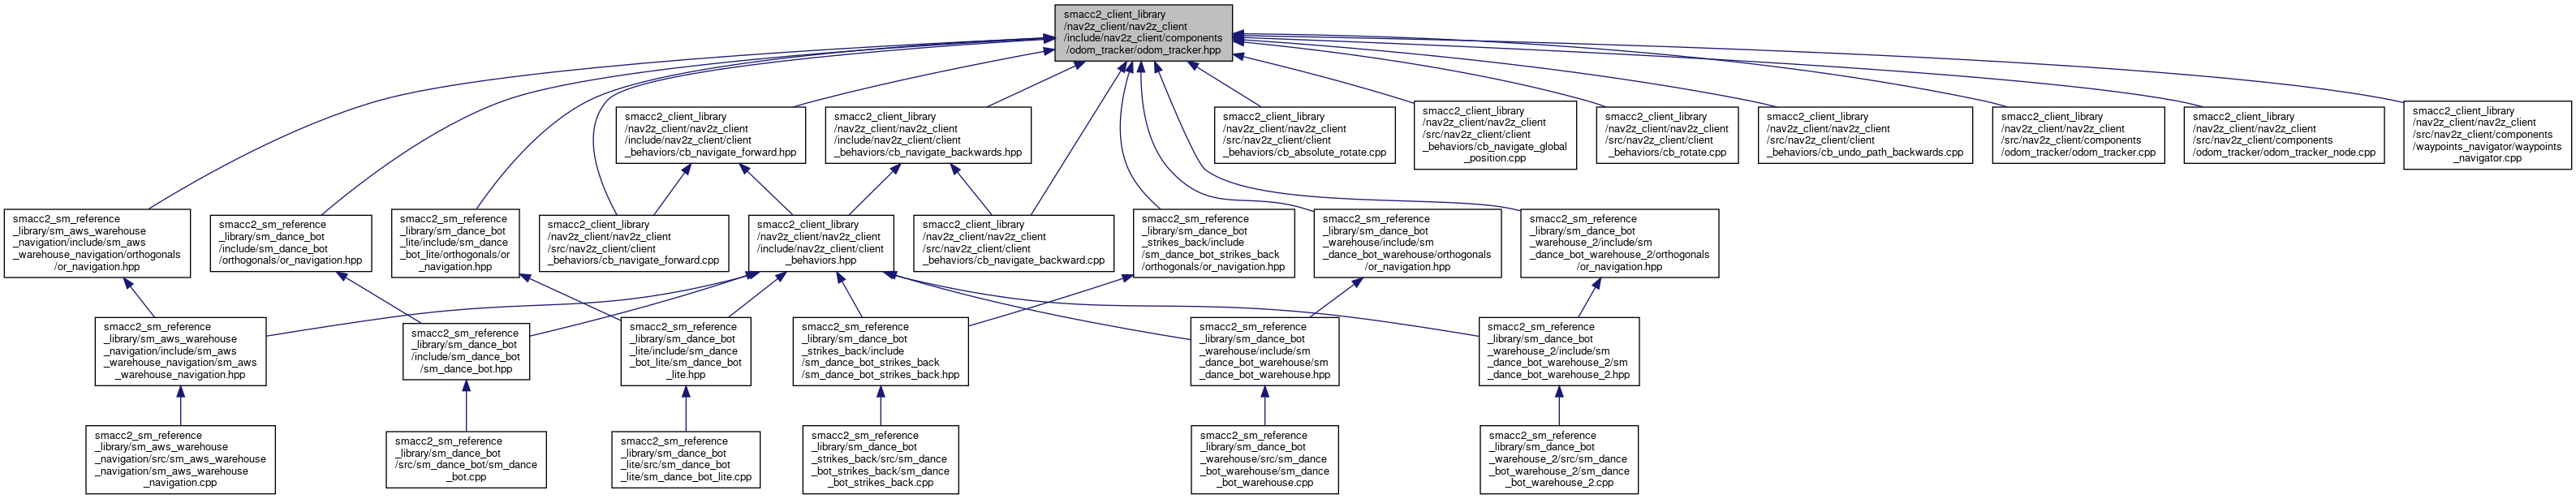 smacc2_client_library
/nav2z_client/nav2z_client
/include/nav2z_client/components
/odom_tracker/odom_tracker.hpp
smacc2_client_library
/nav2z_client/nav2z_client
/include/nav2z_client/client
_behaviors/cb_navigate_forward.hpp
smacc2_client_library
/nav2z_client/nav2z_client
/include/nav2z_client/client
_behaviors/cb_navigate_backwards.hpp
smacc2_client_library
/nav2z_client/nav2z_client
/src/nav2z_client/client
_behaviors/cb_absolute_rotate.cpp
smacc2_client_library
/nav2z_client/nav2z_client
/src/nav2z_client/client
_behaviors/cb_navigate_global
_position.cpp
smacc2_client_library
/nav2z_client/nav2z_client
/src/nav2z_client/client
_behaviors/cb_rotate.cpp
smacc2_client_library
/nav2z_client/nav2z_client
/src/nav2z_client/client
_behaviors/cb_undo_path_backwards.cpp
smacc2_client_library
/nav2z_client/nav2z_client
/src/nav2z_client/components
/odom_tracker/odom_tracker.cpp
smacc2_client_library
/nav2z_client/nav2z_client
/src/nav2z_client/components
/odom_tracker/odom_tracker_node.cpp
smacc2_client_library
/nav2z_client/nav2z_client
/src/nav2z_client/components
/waypoints_navigator/waypoints
_navigator.cpp
smacc2_sm_reference
_library/sm_aws_warehouse
_navigation/include/sm_aws
_warehouse_navigation/orthogonals
/or_navigation.hpp
smacc2_sm_reference
_library/sm_dance_bot
/include/sm_dance_bot
/orthogonals/or_navigation.hpp
smacc2_sm_reference
_library/sm_dance_bot
_lite/include/sm_dance
_bot_lite/orthogonals/or
_navigation.hpp
smacc2_client_library
/nav2z_client/nav2z_client
/src/nav2z_client/client
_behaviors/cb_navigate_forward.cpp
smacc2_client_library
/nav2z_client/nav2z_client
/include/nav2z_client/client
_behaviors.hpp
smacc2_client_library
/nav2z_client/nav2z_client
/src/nav2z_client/client
_behaviors/cb_navigate_backward.cpp
smacc2_sm_reference
_library/sm_dance_bot
_strikes_back/include
/sm_dance_bot_strikes_back
/orthogonals/or_navigation.hpp
smacc2_sm_reference
_library/sm_dance_bot
_warehouse/include/sm
_dance_bot_warehouse/orthogonals
/or_navigation.hpp
smacc2_sm_reference
_library/sm_dance_bot
_warehouse_2/include/sm
_dance_bot_warehouse_2/orthogonals
/or_navigation.hpp
smacc2_sm_reference
_library/sm_aws_warehouse
_navigation/include/sm_aws
_warehouse_navigation/sm_aws
_warehouse_navigation.hpp
smacc2_sm_reference
_library/sm_dance_bot
/include/sm_dance_bot
/sm_dance_bot.hpp
smacc2_sm_reference
_library/sm_dance_bot
_lite/include/sm_dance
_bot_lite/sm_dance_bot
_lite.hpp
smacc2_sm_reference
_library/sm_dance_bot
_strikes_back/include
/sm_dance_bot_strikes_back
/sm_dance_bot_strikes_back.hpp
smacc2_sm_reference
_library/sm_dance_bot
_warehouse/include/sm
_dance_bot_warehouse/sm
_dance_bot_warehouse.hpp
smacc2_sm_reference
_library/sm_dance_bot
_warehouse_2/include/sm
_dance_bot_warehouse_2/sm
_dance_bot_warehouse_2.hpp
smacc2_sm_reference
_library/sm_aws_warehouse
_navigation/src/sm_aws_warehouse
_navigation/sm_aws_warehouse
_navigation.cpp
smacc2_sm_reference
_library/sm_dance_bot
/src/sm_dance_bot/sm_dance
_bot.cpp
smacc2_sm_reference
_library/sm_dance_bot
_lite/src/sm_dance_bot
_lite/sm_dance_bot_lite.cpp
smacc2_sm_reference
_library/sm_dance_bot
_strikes_back/src/sm_dance
_bot_strikes_back/sm_dance
_bot_strikes_back.cpp
smacc2_sm_reference
_library/sm_dance_bot
_warehouse/src/sm_dance
_bot_warehouse/sm_dance
_bot_warehouse.cpp
smacc2_sm_reference
_library/sm_dance_bot
_warehouse_2/src/sm_dance
_bot_warehouse_2/sm_dance
_bot_warehouse_2.cpp